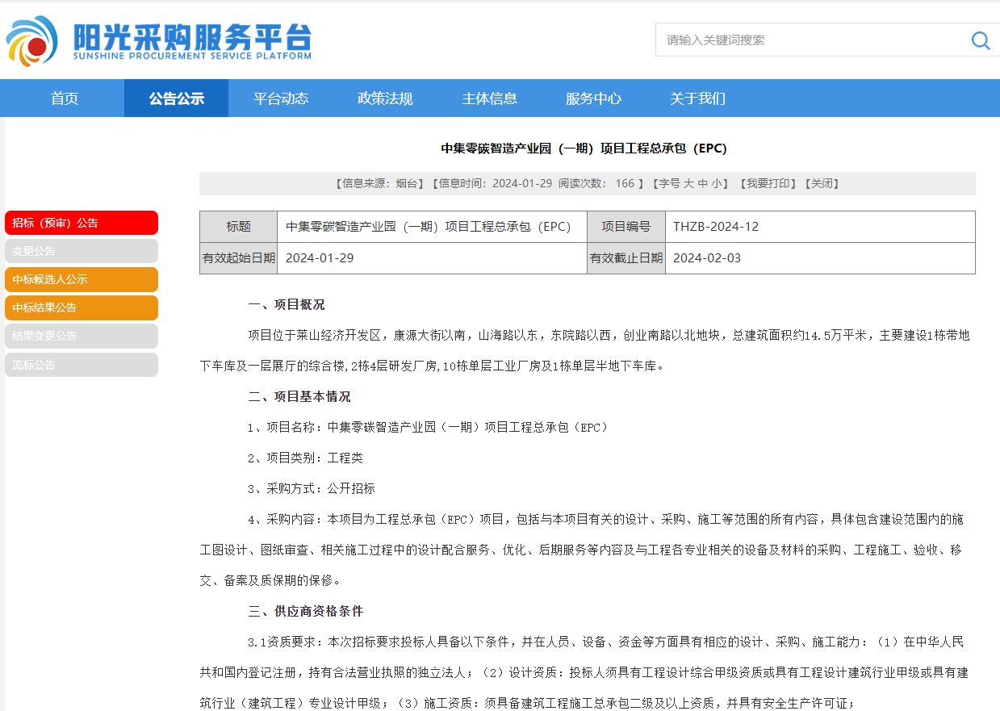 阳光采购服务平台
SUNSHINE PROCUREMENT SERVICE PLATFORM
请输入关键词搜索
首页 公告公示 平台动态 政策法规 主体信息 服务中心 关于我们
中集零碳智造产业园（一期）项目工程总承包（EPC）
【信息来源：烟台】【信息时间：2024-01-29 阅读次数： 166 】【字号 大 中 小】【我要打印】【关闭】
招标（预审）公告
变更公告
中标候选人公示
中标结果公告
结果变更公告
流标公告
标题 中集零碳智造产业园（一期）项目工程总承包（EPC） 项目编号 THZB-2024-12
有效起始日期 2024-01-29 有效截止日期 2024-02-03
一、项目概况
项目位于莱山经济开发区，康源大街以南，山海路以东，东院路以西，创业南路以北地块，总建筑面积约14.5万平米，主要建设1栋带地
下车库及一层展厅的综合楼,2栋4层研发厂房,10栋单层工业厂房及1栋单层半地下车库。
二、项目基本情况
1、项目名称：中集零碳智造产业园（一期）项目工程总承包（EPC）
2、项目类别：工程类
3、采购方式：公开招标
4、采购内容：本项目为工程总承包（EPC）项目，包括与本项目有关的设计、采购、施工等范围的所有内容，具体包含建设范围内的施
工图设计、图纸审查、相关施工过程中的设计配合服务、优化、后期服务等内容及与工程各专业相关的设备及材料的采购、工程施工、验收、移
交、备案及质保期的保修。
三、供应商资格条件
3.1资质要求：本次招标要求投标人具备以下条件，并在人员、设备、资金等方面具有相应的设计、采购、施工能力：（1）在中华人民
共和国内登记注册，持有合法营业执照的独立法人；（2）设计资质：投标人须具有工程设计综合甲级资质或具有工程设计建筑行业甲级或具有建
筑行业（建筑工程）专业设计甲级；（3）施工资质：须具备建筑工程施工总承包二级及以上资质，并具有安全生产许可证；